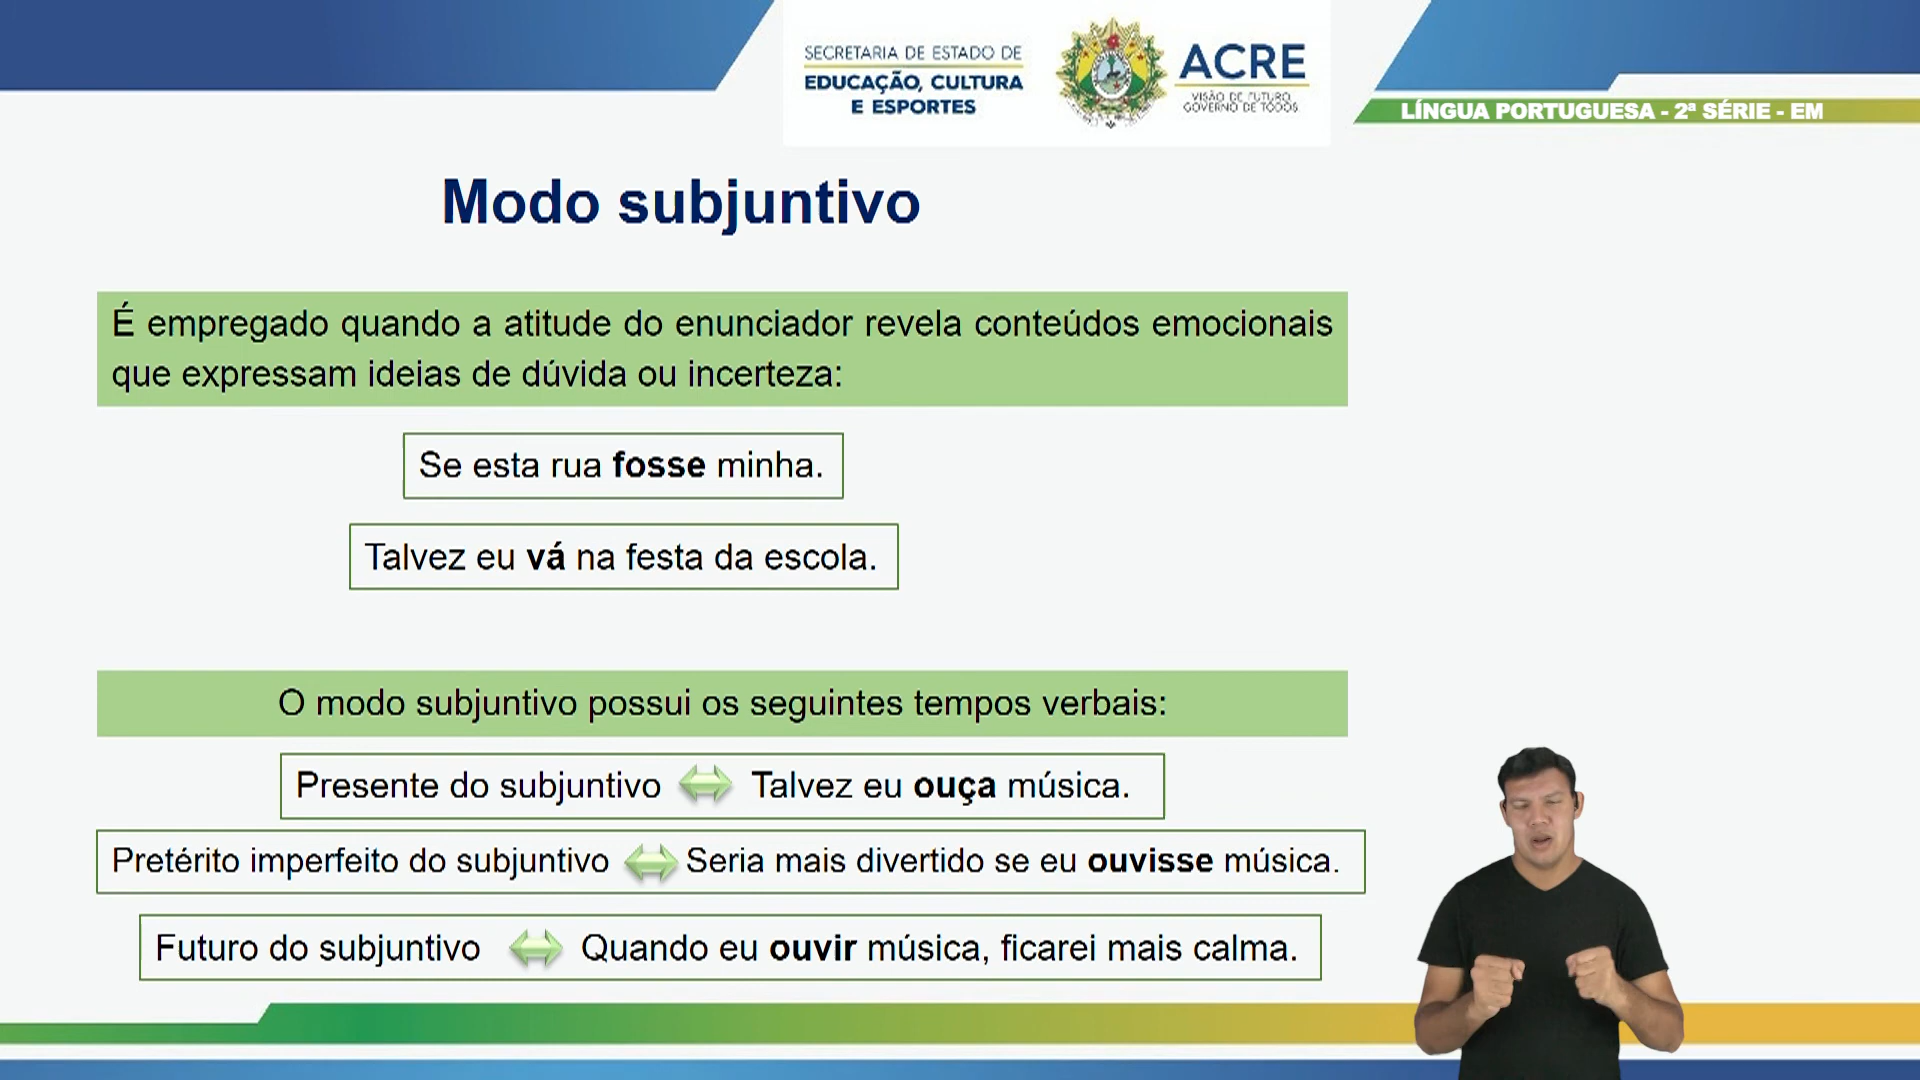 SECRETARIA DE ESTADO DE
EDUCAÇÃO, CULTURA
E ESPORTES
ACRE
VISÃO DE FUTURO,
GOVERNO DE TODOS
LÍNGUA PORTUGUESA - 2ª SÉRIE - EM
Modo subjuntivo
É empregado quando a atitude do enunciador revela conteúdos emocionais
que expressam ideias de dúvida ou incerteza:
Se esta rua fosse minha.
Talvez eu vá na festa da escola.
O modo subjuntivo possui os seguintes tempos verbais:
Presente do subjuntivo Talvez eu ouça música.
Pretérito imperfeito do subjuntivo Seria mais divertido se eu ouvisse música.
Futuro do subjuntivo Quando eu ouvir música, ficarei mais calma.